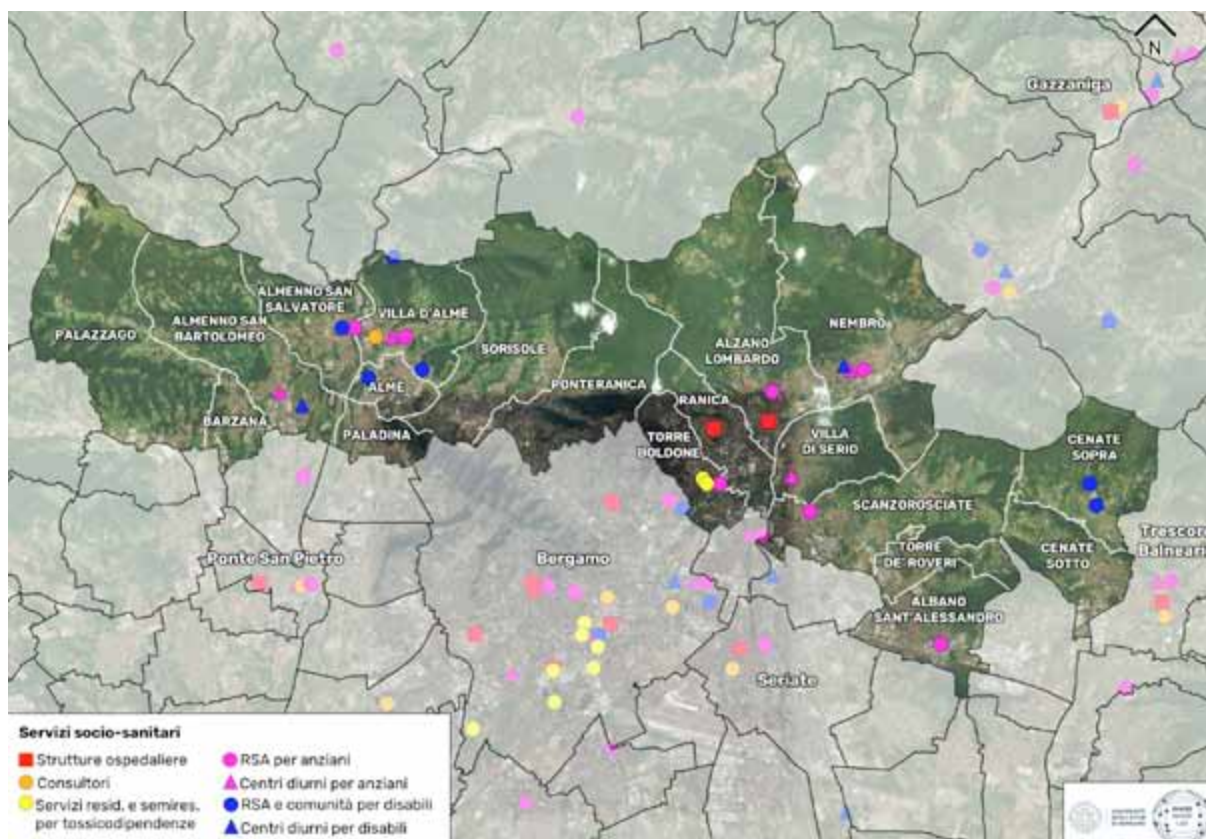 N
Gazzaniga
ALMENNO SAN
SALVATORE
VILLA D'ALMÈ
PALAZZAGO
ALMENNO SAN
BARTOLOMEO
SORISOLE
ALZANO
LOMBARDO
NEMBRO
ALMÈ
PONTERANICA
BARZANA
PALADINA
RANICA
TORRE
BOLDONE
VILLA
DI SERIO
CENATE
SOPRA
SCANZOROSCIATE
Ponte San Pietro
Bergamo
TORRE
DE' ROVERI
CENATE
SOTTO
Trescore
Balneari
ALBANO
SANT'ALESSANDRO
Seriate
Servizi socio-sanitari
Strutture ospedaliere
Consultori
Servizi resid. e semires.
per tossicodipendenze
RSA per anziani
Centri diurni per anziani
RSA e comunità per disabili
Centri diurni per disabili